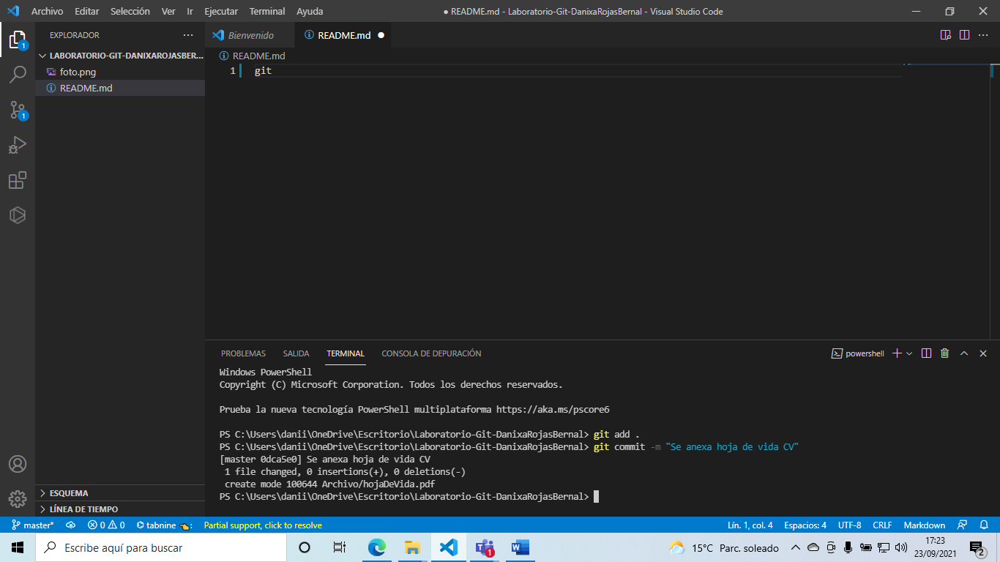 Archivo Editar Selección Ver Ir Ejecutar Terminal Ayuda
● README.md - Laboratorio-Git-DanixaRojasBernal - Visual Studio Code
EXPLORADOR
LABORATORIO-GIT-DANIXAROJASBER...
foto.png
README.md
1
1
Bienvenido
README.md
README.md
1 git
PROBLEMAS SALIDA TERMINAL CONSOLA DE DEPURACIÓN
powershell
Windows PowerShell
Copyright (C) Microsoft Corporation. Todos los derechos reservados.
Prueba la nueva tecnología PowerShell multiplataforma https://aka.ms/pscore6
PS C:\Users\danii\OneDrive\Escritorio\Laboratorio-Git-DanixaRojasBernal> git add .
PS C:\Users\danii\OneDrive\Escritorio\Laboratorio-Git-DanixaRojasBernal> git commit -m "Se anexa hoja de vida CV"
[master 0dca5e0] Se anexa hoja de vida CV
1 file changed, 0 insertions(+), 0 deletions(-)
create mode 100644 Archivo/hojaDeVida.pdf
PS C:\Users\danii\OneDrive\Escritorio\Laboratorio-Git-DanixaRojasBernal>
ESQUEMA
LÍNEA DE TIEMPO
master* 0 0 tabnine : Partial support, click to resolve
Lín. 1, col. 4 Espacios: 4 UTF-8 CRLF Markdown
Escribe aquí para buscar
1
15°C Parc. soleado
17:23
23/09/2021
2